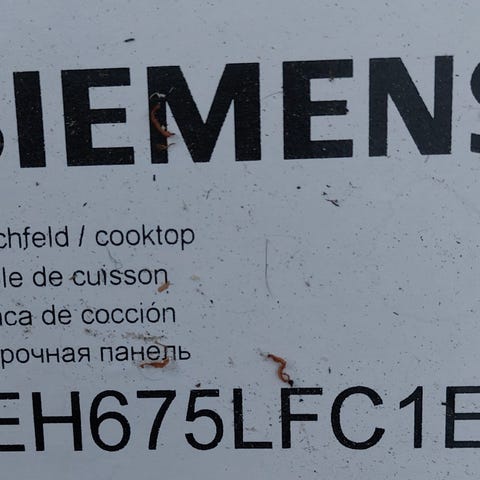 SIEMENS
chfeld / cooktop
le de cuisson
aca de cocción
рочная панель
EH675LFC1E